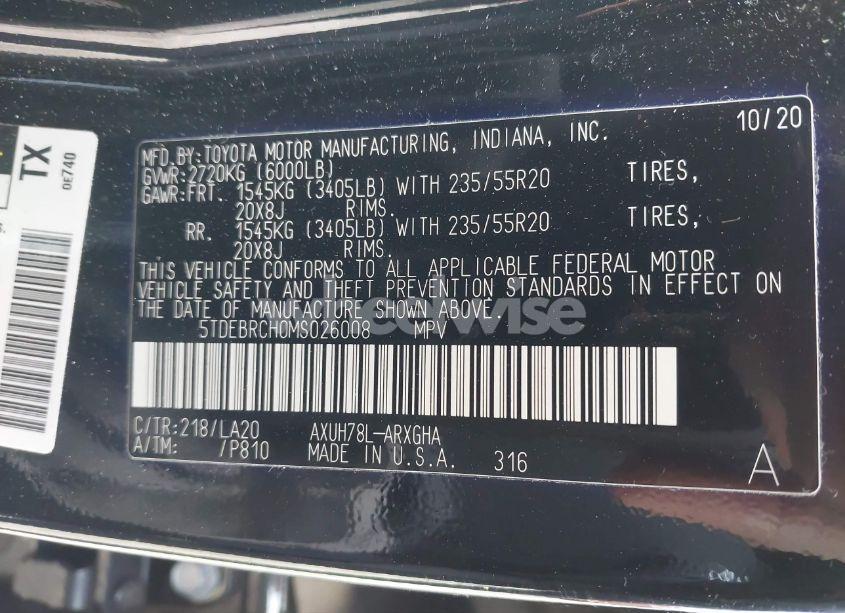 10/20
MFD.BY:TOYOTA MOTOR MANUFACTURING, INDIANA, INC.
GVWR:2720KG (6000LB)
GAWR:FRT. 1545KG (3405LB) WITH 235/55R20 TIRES,
20X8J RIMS.
RR. 1545KG (3405LB) WITH 235/55R20 TIRES,
20X8J RIMS.
THIS VEHICLE CONFORMS TO ALL APPLICABLE FEDERAL MOTOR
VEHICLE SAFETY AND THEFT PREVENTION STANDARDS IN EFFECT ON
THE DATE OF MANUFACTURE SHOWN ABOVE.
5TDEBRCH0MS026008 MPV
C/TR:218/LA20 AXUH78L-ARXGHA
A/TM: /P810 MADE IN U.S.A. 316
A
TX
0E740